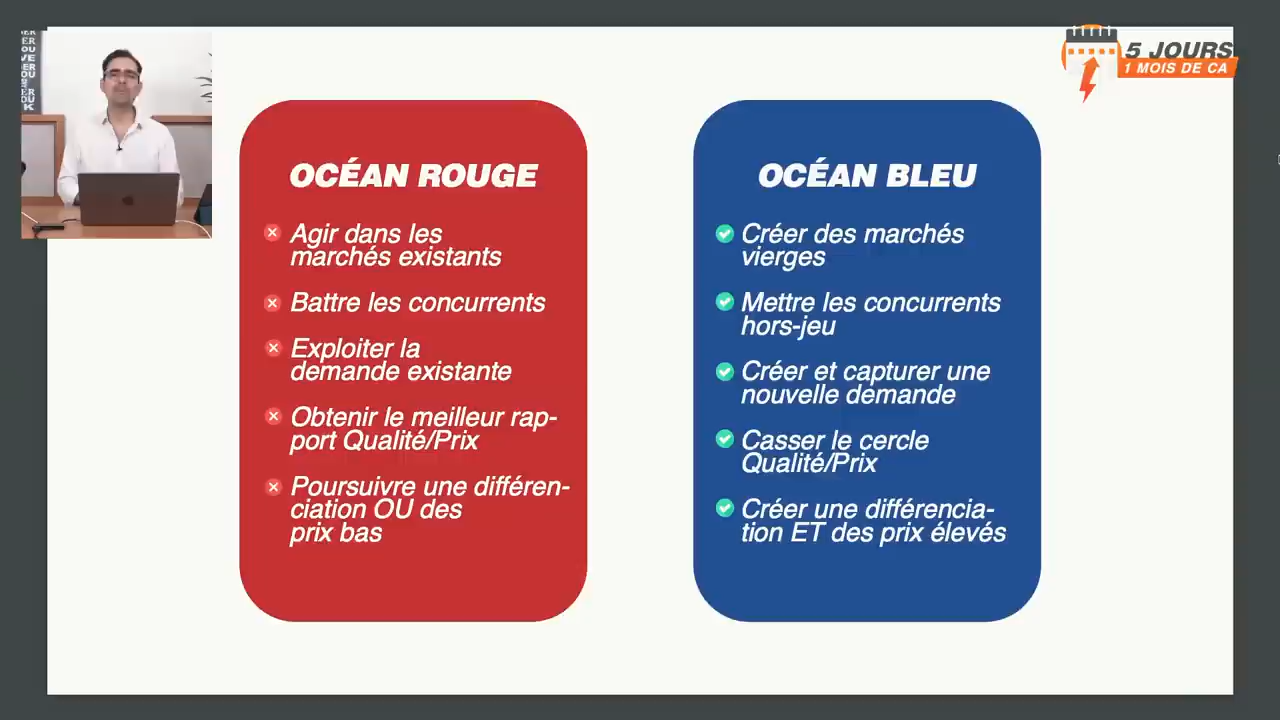 5 JOURS
1 MOIS DE CA
OCÉAN ROUGE
Agir dans les
marchés existants
Battre les concurrents
Exploiter la
demande existante
Obtenir le meilleur rap-
port Qualité/Prix
Poursuivre une différen-
ciation OU des
prix bas
OCÉAN BLEU
Créer des marchés
vierges
Mettre les concurrents
hors-jeu
Créer et capturer une
nouvelle demande
Casser le cercle
Qualité/Prix
Créer une différencia-
tion ET des prix élevés